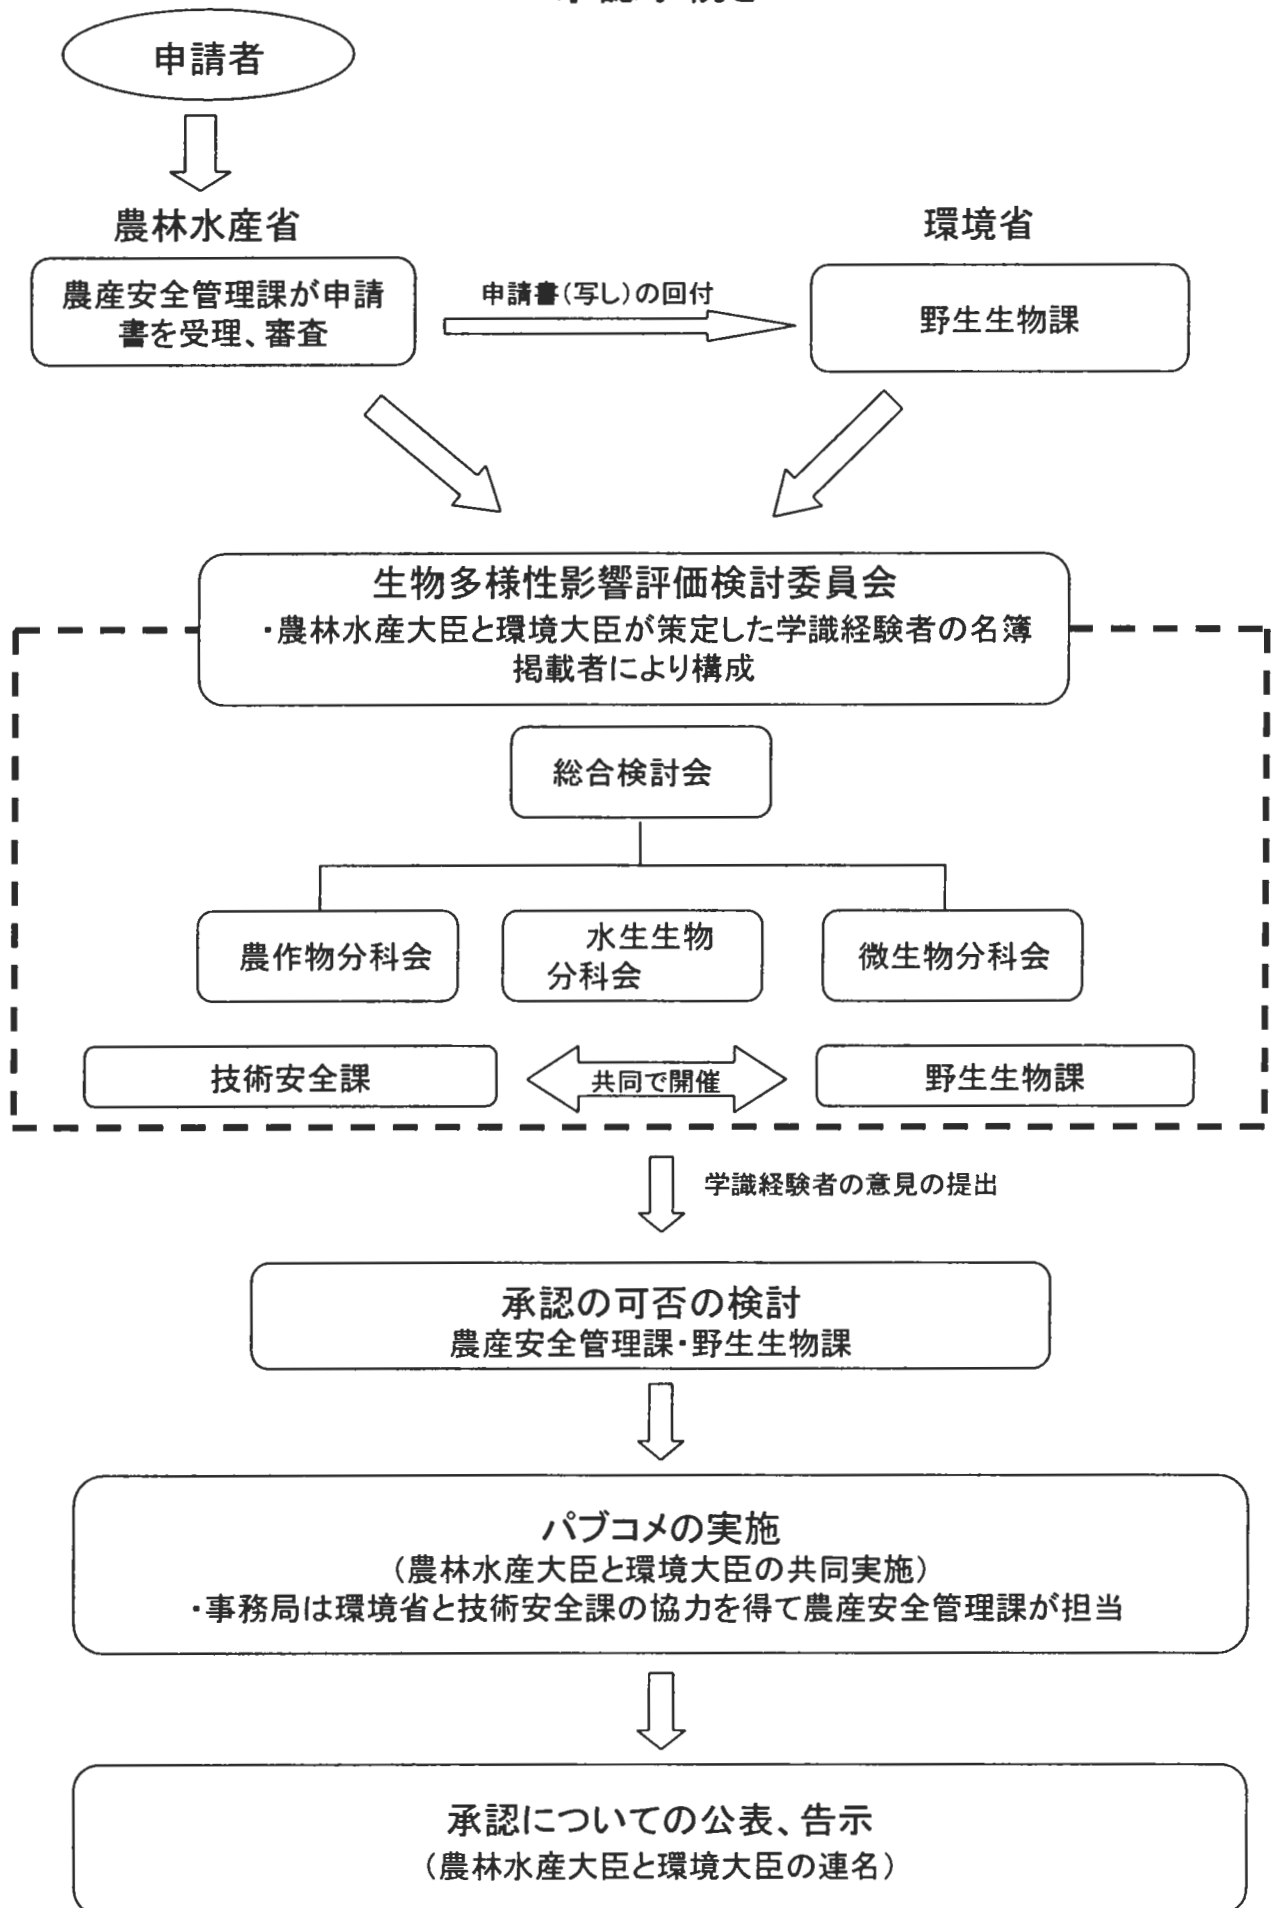 申請者
農林水産省
環境省
農産安全管理課が申請
書を受理、審査
申請書(写し)の回付
野生生物課
生物多様性影響評価検討委員会
・農林水産大臣と環境大臣が策定した学識経験者の名簿
掲載者により構成
総合検討会
農作物分科会
水生生物
分科会
微生物分科会
技術安全課
共同で開催
野生生物課
学識経験者の意見の提出
承認の可否の検討
農産安全管理課・野生生物課
パブコメの実施
(農林水産大臣と環境大臣の共同実施)
・事務局は環境省と技術安全課の協力を得て農産安全管理課が担当
承認についての公表、告示
(農林水産大臣と環境大臣の連名)